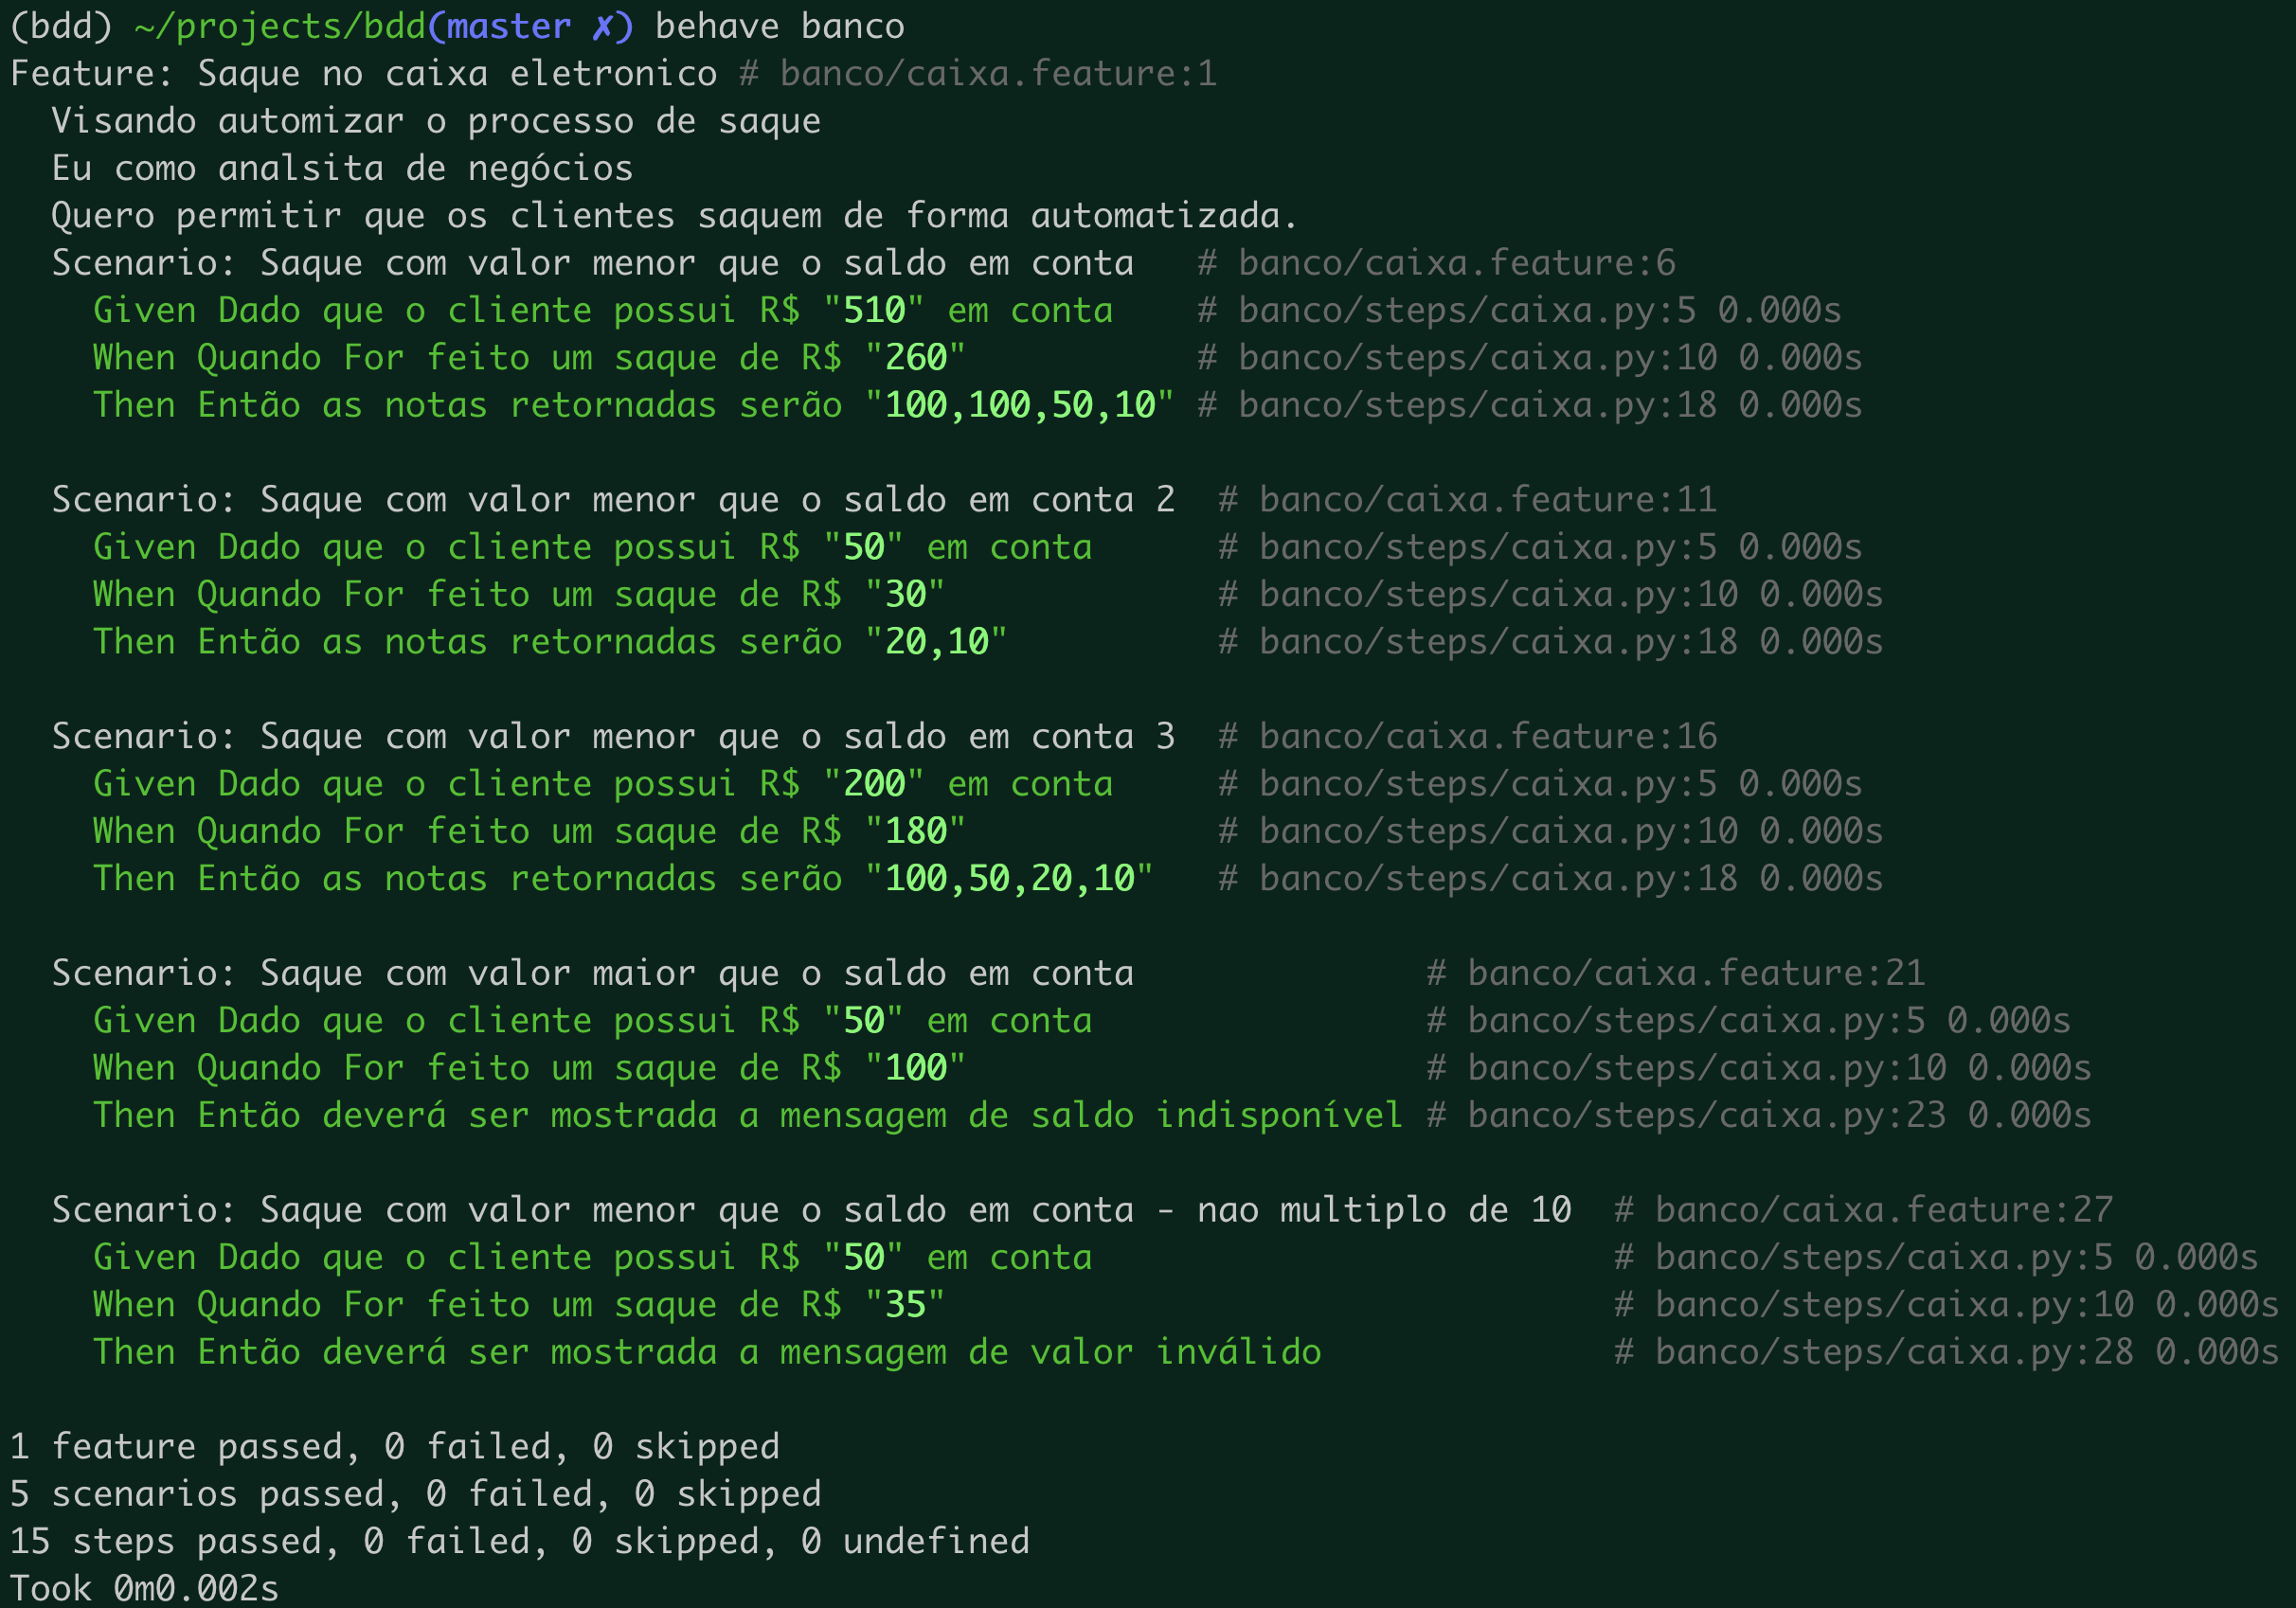 (bdd) ~/projects/bdd(master ✗) behave banco
Feature: Saque no caixa eletronico # banco/caixa.feature:1
  Visando automizar o processo de saque
  Eu como analsita de negócios
  Quero permitir que os clientes saquem de forma automatizada.
  Scenario: Saque com valor menor que o saldo em conta   # banco/caixa.feature:6
    Given Dado que o cliente possui R$ "510" em conta    # banco/steps/caixa.py:5 0.000s
    When Quando For feito um saque de R$ "260"           # banco/steps/caixa.py:10 0.000s
    Then Então as notas retornadas serão "100,100,50,10" # banco/steps/caixa.py:18 0.000s

  Scenario: Saque com valor menor que o saldo em conta 2  # banco/caixa.feature:11
    Given Dado que o cliente possui R$ "50" em conta      # banco/steps/caixa.py:5 0.000s
    When Quando For feito um saque de R$ "30"             # banco/steps/caixa.py:10 0.000s
    Then Então as notas retornadas serão "20,10"          # banco/steps/caixa.py:18 0.000s

  Scenario: Saque com valor menor que o saldo em conta 3  # banco/caixa.feature:16
    Given Dado que o cliente possui R$ "200" em conta     # banco/steps/caixa.py:5 0.000s
    When Quando For feito um saque de R$ "180"            # banco/steps/caixa.py:10 0.000s
    Then Então as notas retornadas serão "100,50,20,10"   # banco/steps/caixa.py:18 0.000s

  Scenario: Saque com valor maior que o saldo em conta              # banco/caixa.feature:21
    Given Dado que o cliente possui R$ "50" em conta                # banco/steps/caixa.py:5 0.000s
    When Quando For feito um saque de R$ "100"                      # banco/steps/caixa.py:10 0.000s
    Then Então deverá ser mostrada a mensagem de saldo indisponível # banco/steps/caixa.py:23 0.000s

  Scenario: Saque com valor menor que o saldo em conta - nao multiplo de 10  # banco/caixa.feature:27
    Given Dado que o cliente possui R$ "50" em conta                         # banco/steps/caixa.py:5 0.000s
    When Quando For feito um saque de R$ "35"                                # banco/steps/caixa.py:10 0.000s
    Then Então deverá ser mostrada a mensagem de valor inválido              # banco/steps/caixa.py:28 0.000s

1 feature passed, 0 failed, 0 skipped
5 scenarios passed, 0 failed, 0 skipped
15 steps passed, 0 failed, 0 skipped, 0 undefined
Took 0m0.002s